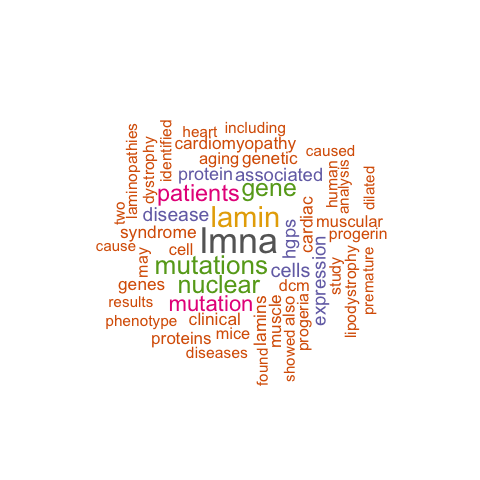 including
heart
cardiomyopathy
caused
identified
laminopathies
dystrophy
aging
genetic
protein
associated
human
analysis
dilated
patients
gene
two
disease
lamin
hgps
cardiac
muscular
syndrome
lmna
progerin
cause
may
cell
mutations
cells
expression
study
lipodystrophy
premature
genes
nuclear
dcm
results
mutation
phenotype
clinical
lamins
muscle
also
progeria
proteins
mice
diseases
found
showed